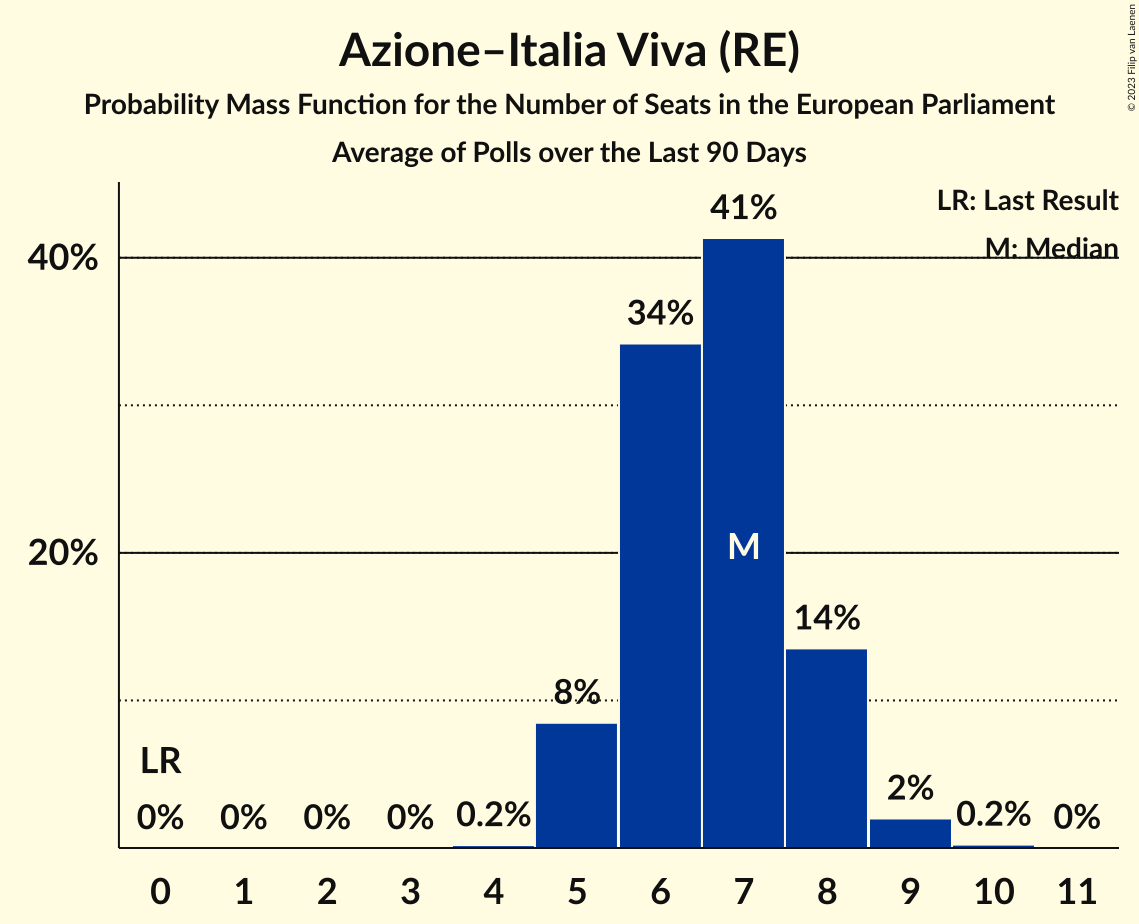 Azione–Italia Viva (RE)
Probability Mass Function for the Number of Seats in the European Parliament
Average of Polls over the Last 90 Days
© 2023 Filip van Laenen
LR: Last Result
M: Median
40%
20%
41%
34%
M
14%
8%
LR
0%
0%
0%
0%
0.2%
2%
0.2%
0%
0 1 2 3 4 5 6 7 8 9 10 11